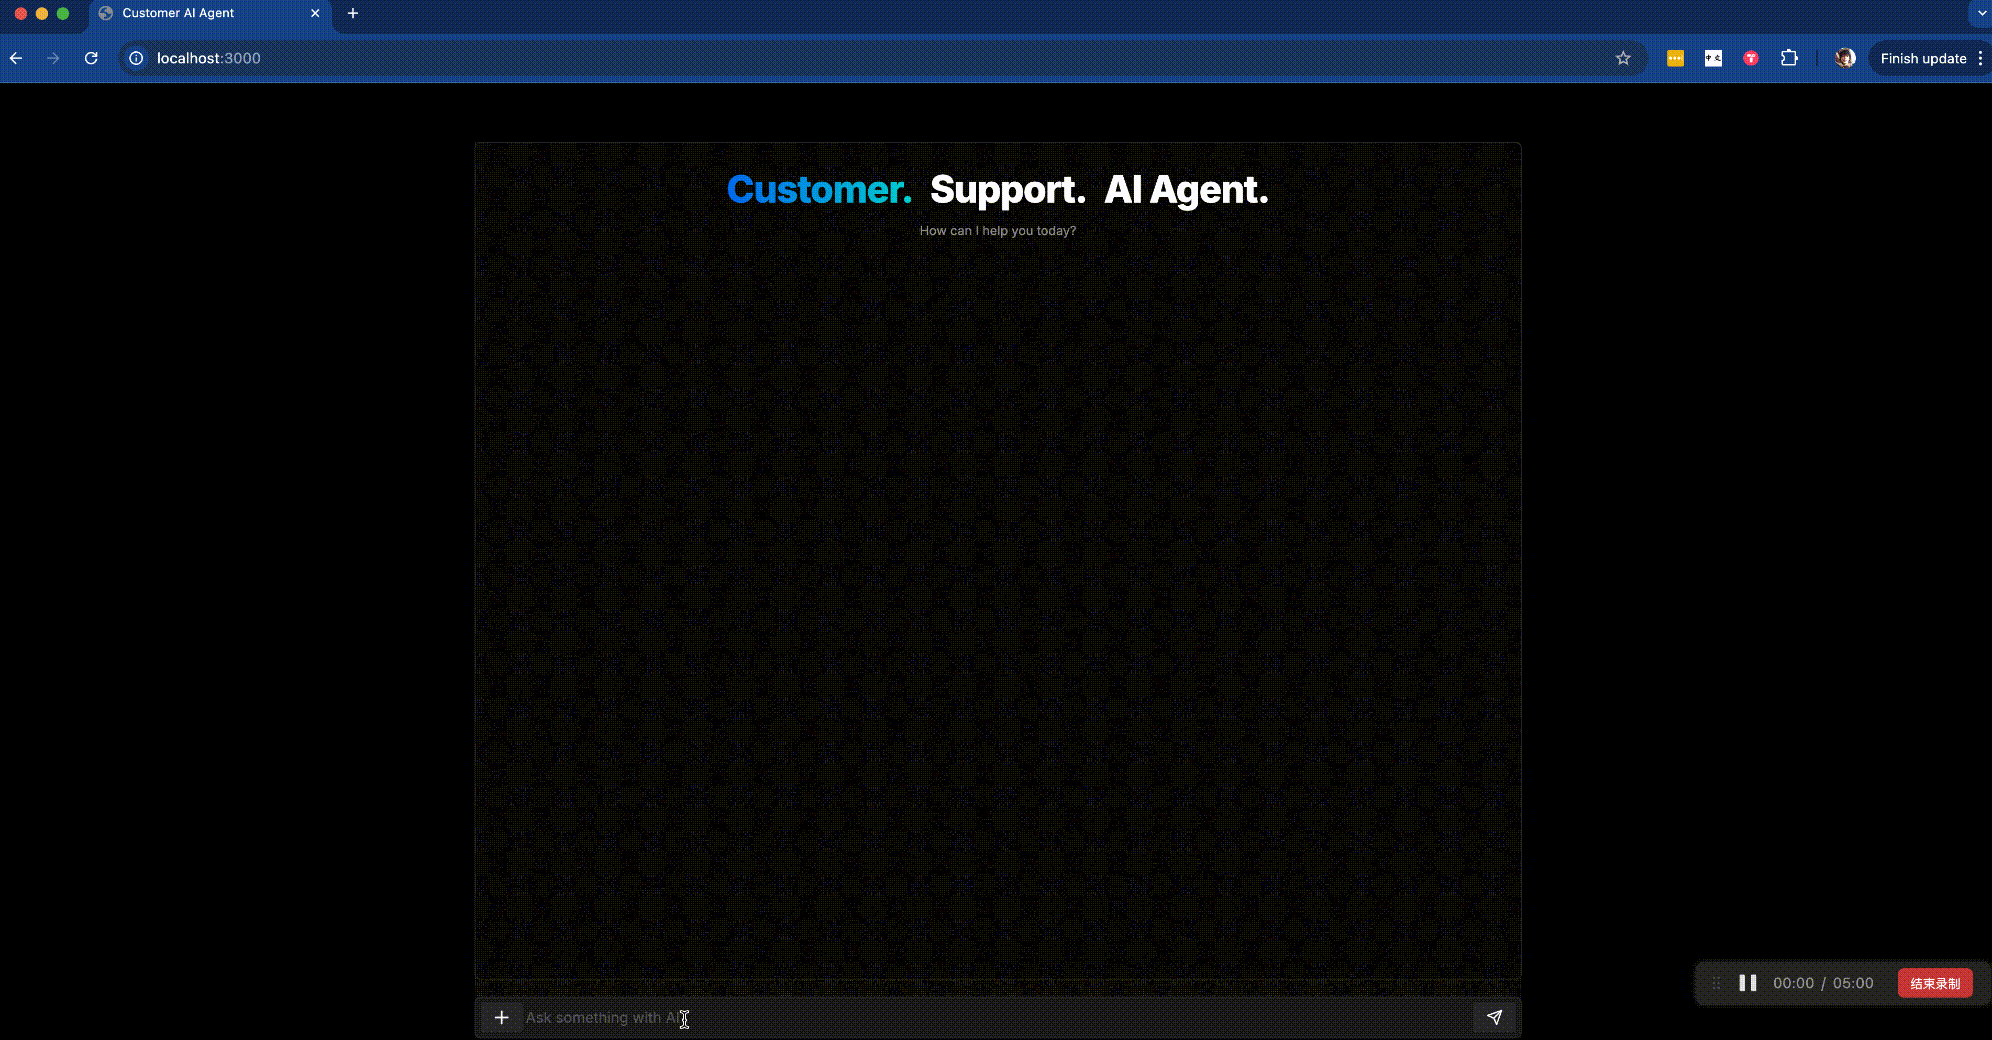 Customer AI Agent
localhost:3000
Finish update
Customer. Support. AI Agent.
How can I help you today?
00:00 / 05:00
结束录制
Ask something with AI